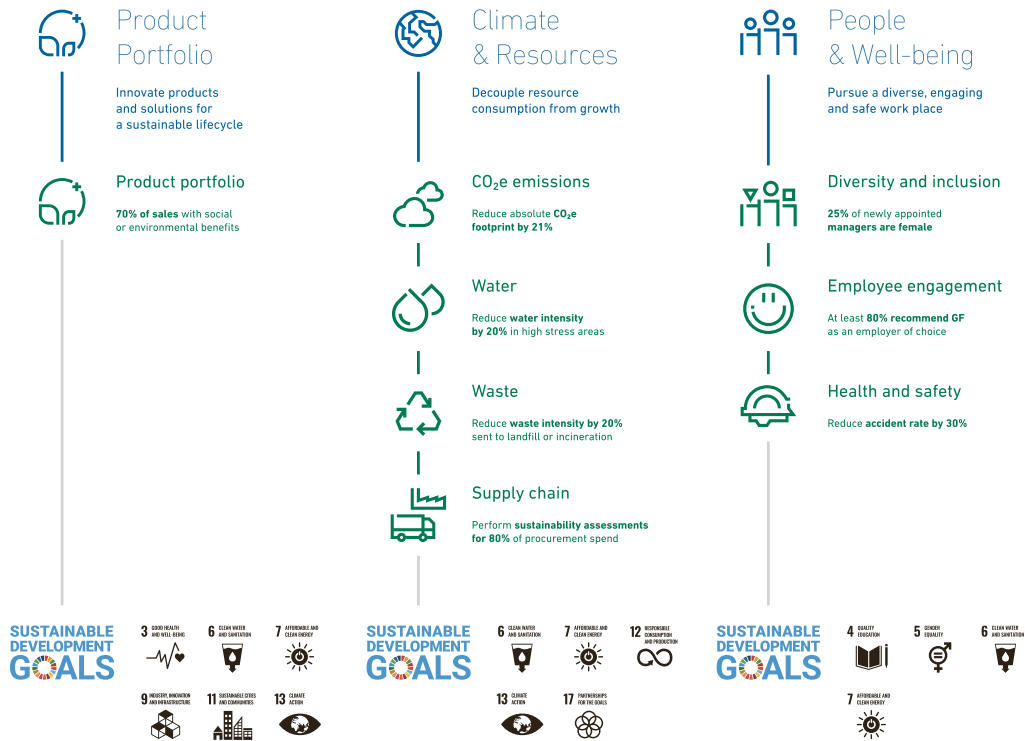 Product
Portfolio
Innovate products
and solutions for
a sustainable lifecycle
Product portfolio
70% of sales with social
or environmental benefits
SUSTAINABLE
DEVELOPMENT
GOALS
3 GOOD HEALTH
AND WELL-BEING
6 CLEAN WATER
AND SANITATION
7 AFFORDABLE AND
CLEAN ENERGY
9 INDUSTRY, INNOVATION
AND INFRASTRUCTURE
11 SUSTAINABLE CITIES
AND COMMUNITIES
13 CLIMATE
ACTION
Climate
& Resources
Decouple resource
consumption from growth
CO₂e emissions
Reduce absolute CO₂e
footprint by 21%
Water
Reduce water intensity
by 20% in high stress areas
Waste
Reduce waste intensity by 20%
sent to landfill or incineration
Supply chain
Perform sustainability assessments
for 80% of procurement spend
SUSTAINABLE
DEVELOPMENT
GOALS
6 CLEAN WATER
AND SANITATION
7 AFFORDABLE AND
CLEAN ENERGY
12 RESPONSIBLE
CONSUMPTION
AND PRODUCTION
13 CLIMATE
ACTION
17 PARTNERSHIPS
FOR THE GOALS
People
& Well-being
Pursue a diverse, engaging
and safe work place
Diversity and inclusion
25% of newly appointed
managers are female
Employee engagement
At least 80% recommend GF
as an employer of choice
Health and safety
Reduce accident rate by 30%
SUSTAINABLE
DEVELOPMENT
GOALS
4 QUALITY
EDUCATION
5 GENDER
EQUALITY
6 CLEAN WATER
AND SANITATION
7 AFFORDABLE AND
CLEAN ENERGY